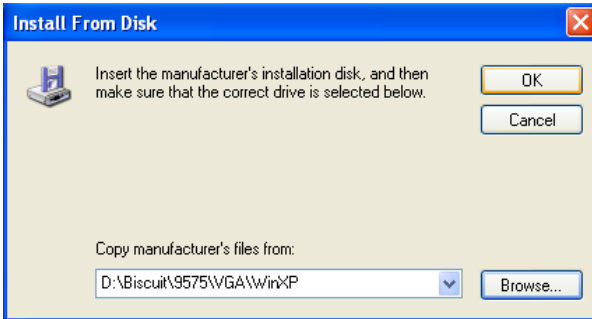 Install From Disk
Insert the manufacturer's installation disk, and then
make sure that the correct drive is selected below.
OK
Cancel
Copy manufacturer's files from:
D:\Biscuit\9575\VGA\WinXP
Browse...